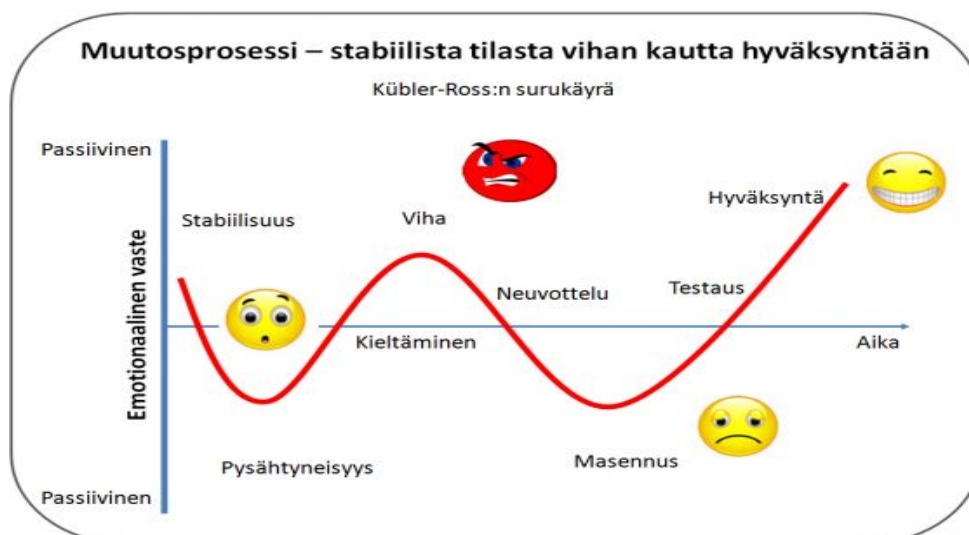 Muutosprosessi – stabiilista tilasta vihan kautta hyväksyntään
Kübler-Ross:n surukäyrä
Passiivinen
Hyväksyntä
Stabiilisuus
Viha
Neuvottelu
Testaus
Emotionaalinen vaste
Kieltäminen
Aika
Pysähtyneisyys
Masennus
Passiivinen